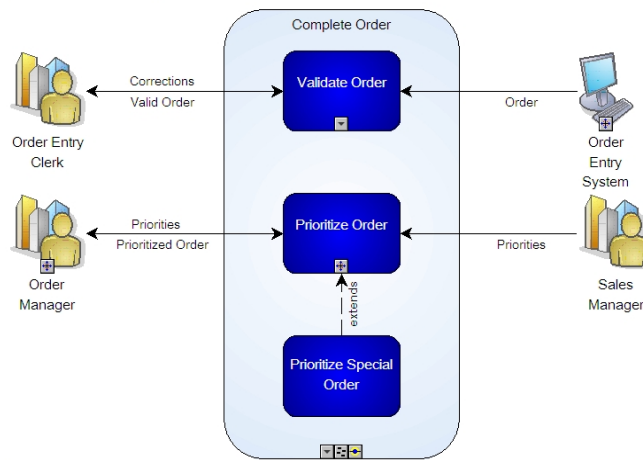 Complete Order
Corrections
Valid Order
Validate Order
Order
Order Entry
Clerk
Order
Entry
System
Priorities
Prioritized Order
Prioritize Order
Priorities
Order
Manager
Sales
Manager
extends
Prioritize Special
Order